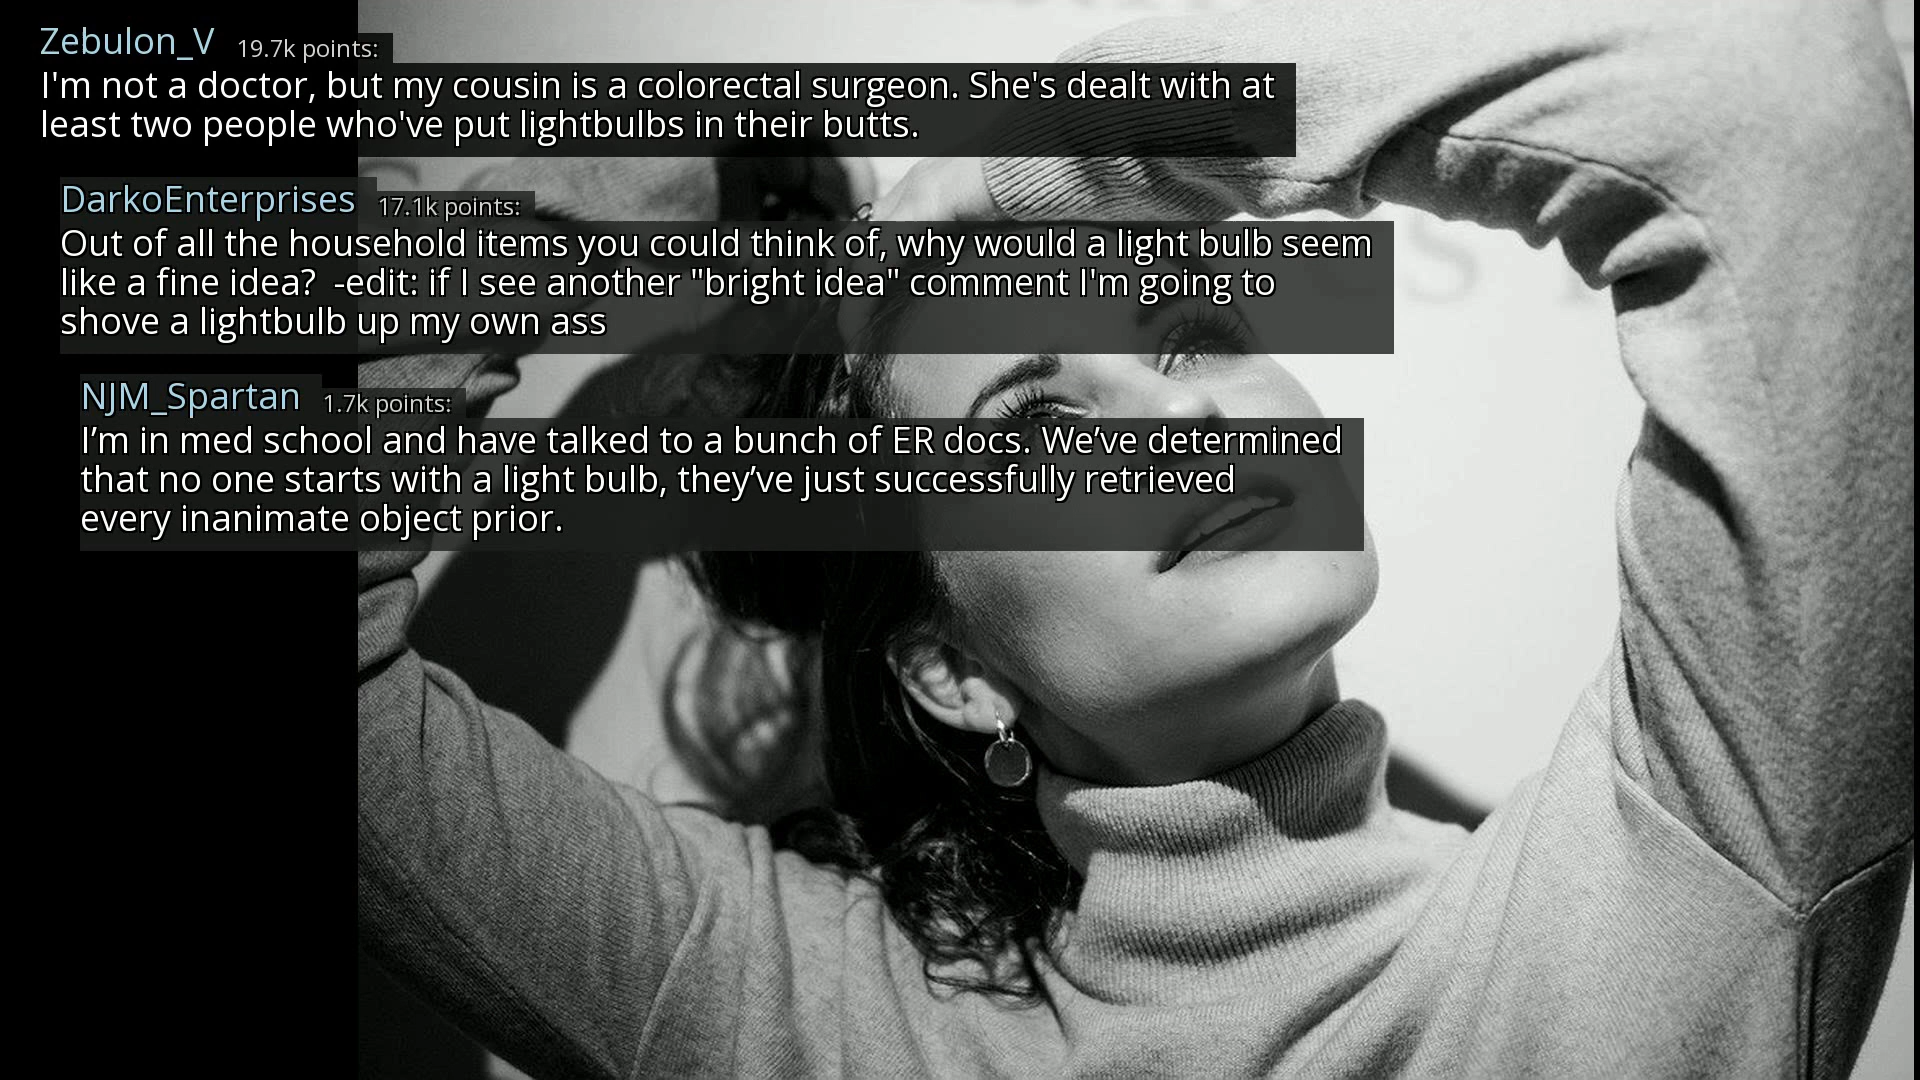 Zebulon_V 19.7k points:
I'm not a doctor, but my cousin is a colorectal surgeon. She's dealt with at
least two people who've put lightbulbs in their butts.
DarkoEnterprises 17.1k points:
Out of all the household items you could think of, why would a light bulb seem
like a fine idea?  -edit: if I see another "bright idea" comment I'm going to
shove a lightbulb up my own ass
NJM_Spartan 1.7k points:
I’m in med school and have talked to a bunch of ER docs. We’ve determined
that no one starts with a light bulb, they’ve just successfully retrieved
every inanimate object prior.